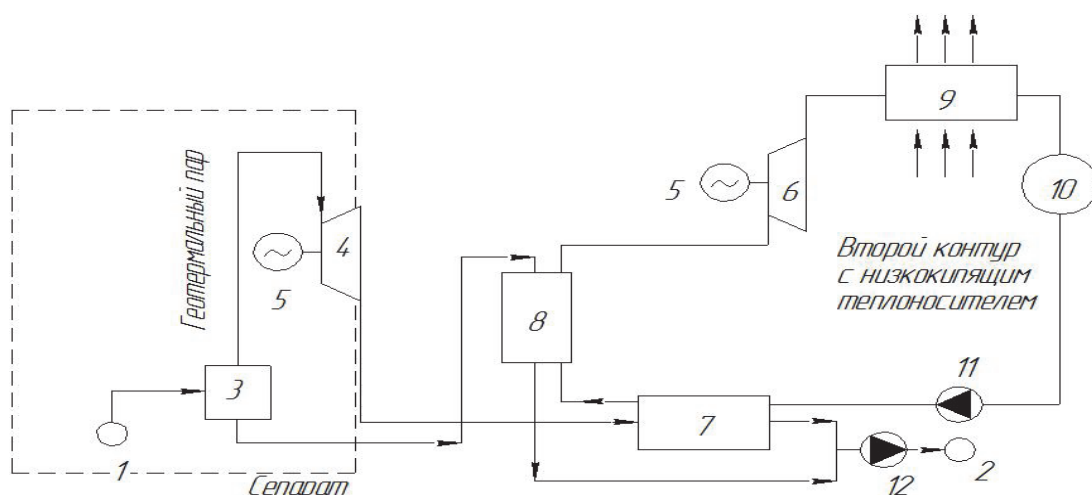 9
Геотермальный пар
10
5
6
4
Второй контур
с низкокипящим
теплоносителем
5
8
3
11
7
1
2
12
Сепарат